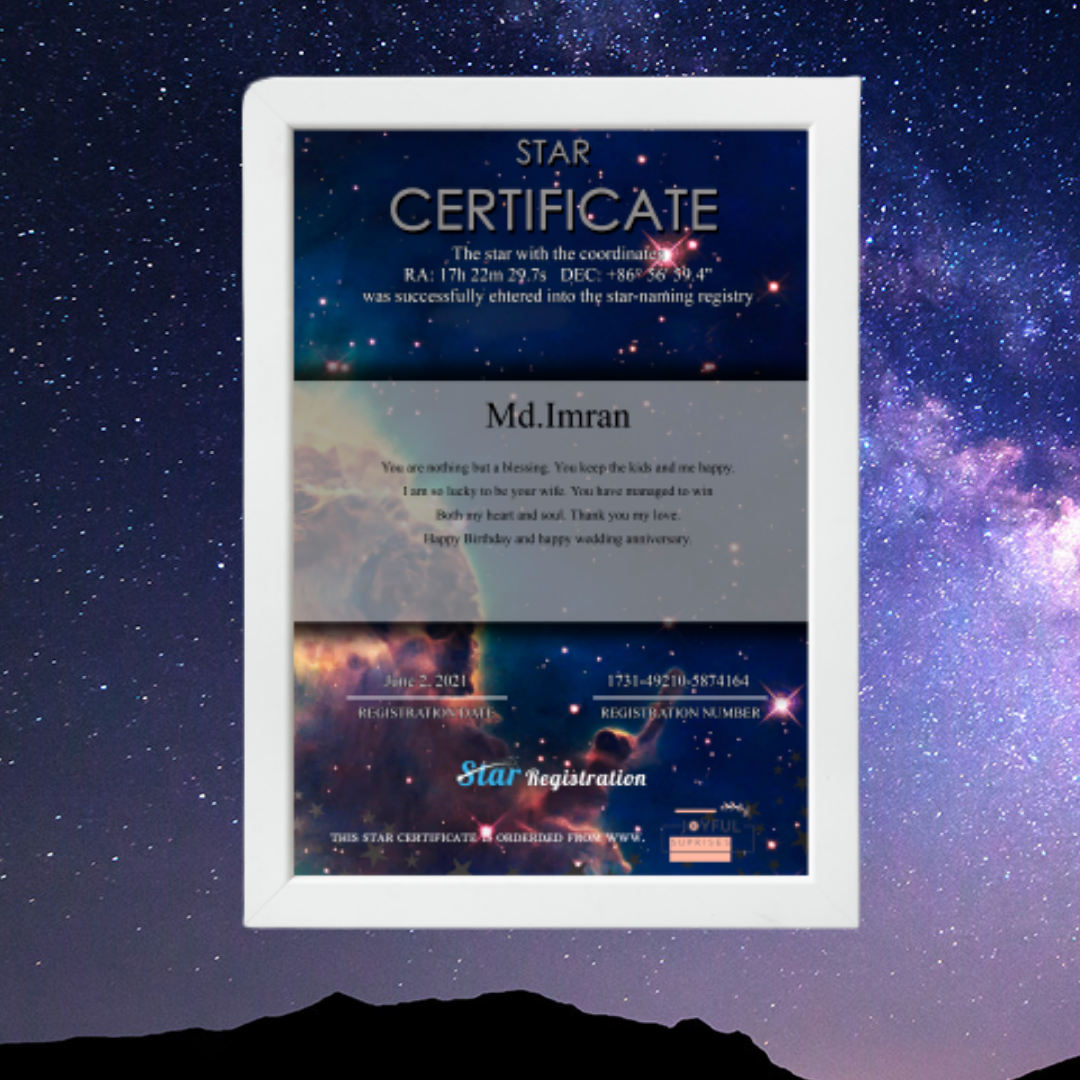 STAR
CERTIFICATE
The star with the coordinates
RA: 17h 22m 29.7s DEC: +86° 56' 59.4"
was successfully entered into the star-naming registry
Md.Imran
You are nothing but a blessing. You keep the kids and me happy.
I am so lucky to be your wife. You have managed to win
Both my heart and soul. Thank you my love.
Happy Birthday and happy wedding anniversary.
June 2, 2021
1731-49210-5874164
REGISTRATION DATE
REGISTRATION NUMBER
Star Registration
THIS STAR CERTIFICATE IS ORDERDED FROM WWW.
JOYFUL
SUPRISES